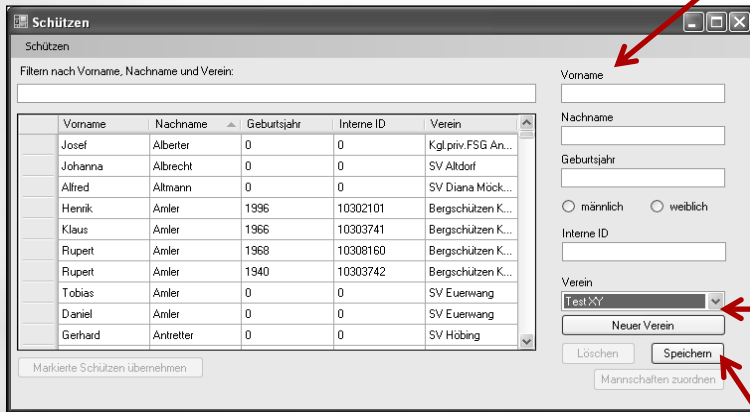 Schützen
Schützen
Filtern nach Vorname, Nachname und Verein:
Vorname Nachname Geburtsjahr Interne ID Verein
Josef Alberter 0 0 Kgl.priv.FSG An...
Johanna Albrecht 0 0 SV Altdorf
Alfred Altmann 0 0 SV Diana Möck...
Henrik Amler 1996 10302101 Bergschützen K...
Klaus Amler 1966 10303741 Bergschützen K...
Rupert Amler 1968 10308160 Bergschützen K...
Rupert Amler 1940 10303742 Bergschützen K...
Tobias Amler 0 0 SV Euerwang
Daniel Amler 0 0 SV Euerwang
Gerhard Antretter 0 0 SV Höbing
Markierte Schützen übernehmen
Vorname
Nachname
Geburtsjahr
männlich weiblich
Interne ID
Verein
Test XY
Neuer Verein
Löschen Speichern
Mannschaften zuordnen